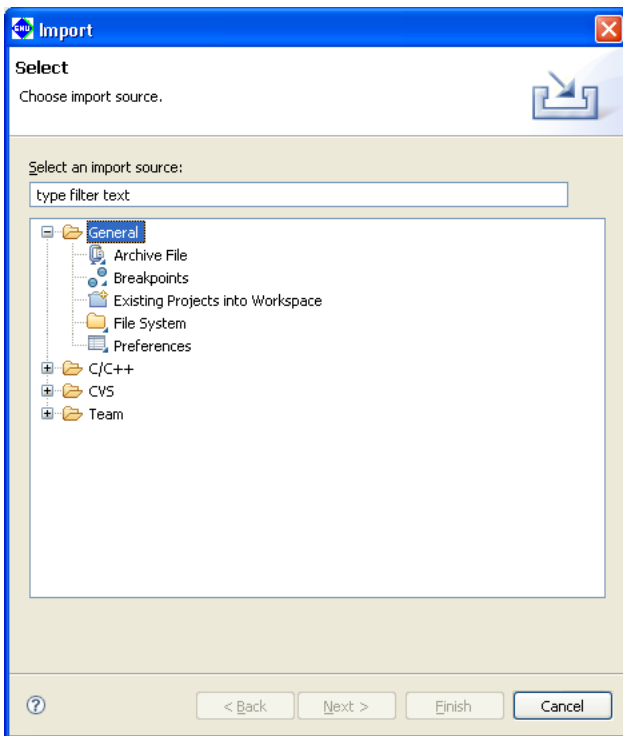 GNU Import
Select
Choose import source.
Select an import source:
type filter text
General
Archive File
Breakpoints
Existing Projects into Workspace
File System
Preferences
C/C++
CVS
Team
? < Back Next > Finish Cancel